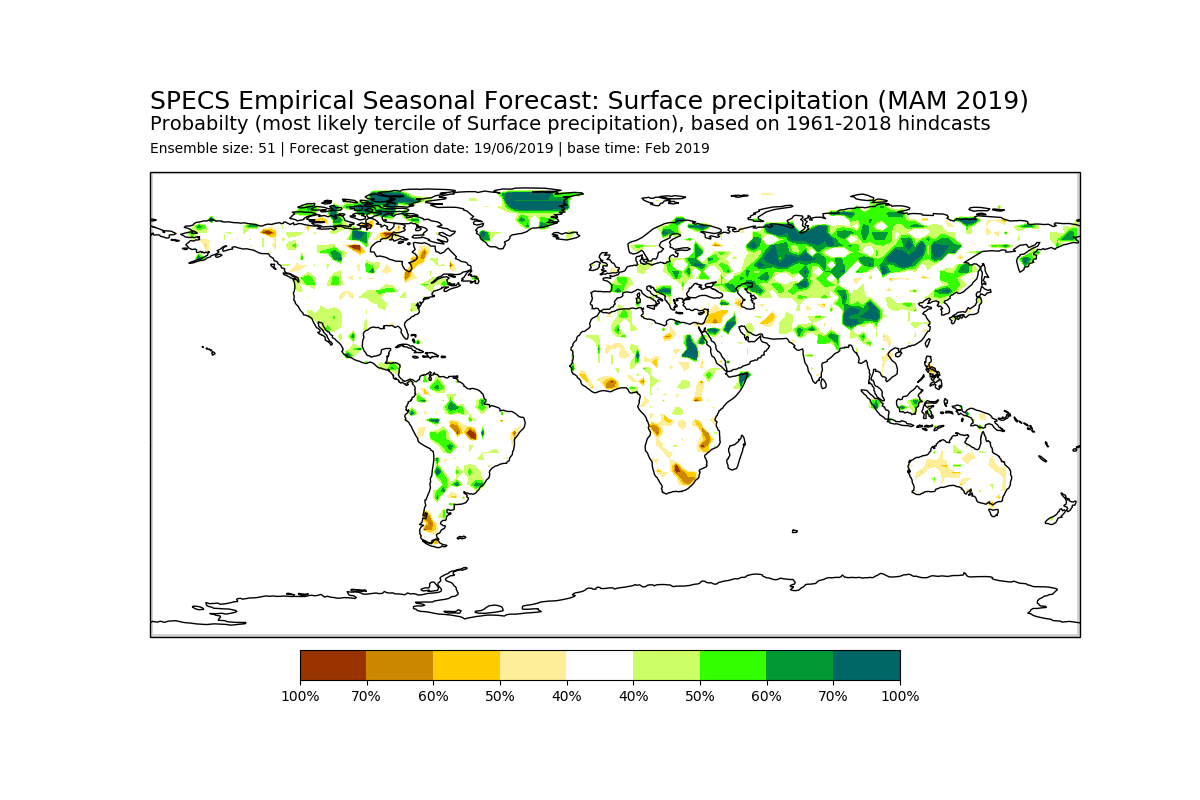 SPECS Empirical Seasonal Forecast: Surface precipitation (MAM 2019)
Probabilty (most likely tercile of Surface precipitation), based on 1961-2018 hindcasts
Ensemble size: 51 | Forecast generation date: 19/06/2019 | base time: Feb 2019
100% 70% 60% 50% 40% 40% 50% 60% 70% 100%